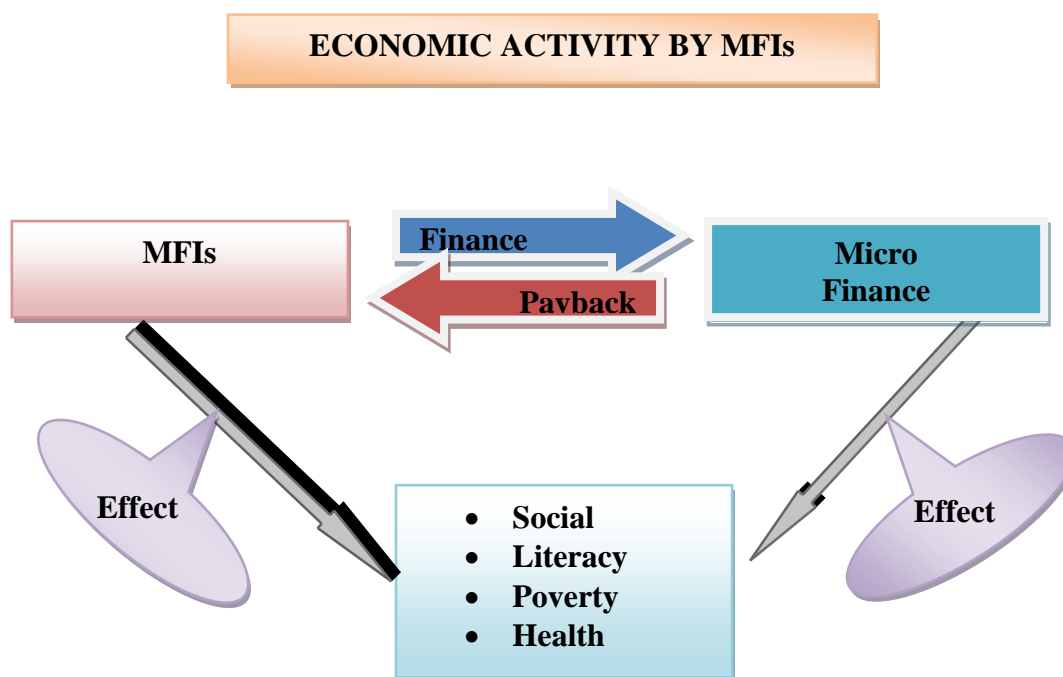 ECONOMIC ACTIVITY BY MFIs
MFIs
Finance
Pavback
Micro
Finance
Effect
Effect
• Social
• Literacy
• Poverty
• Health